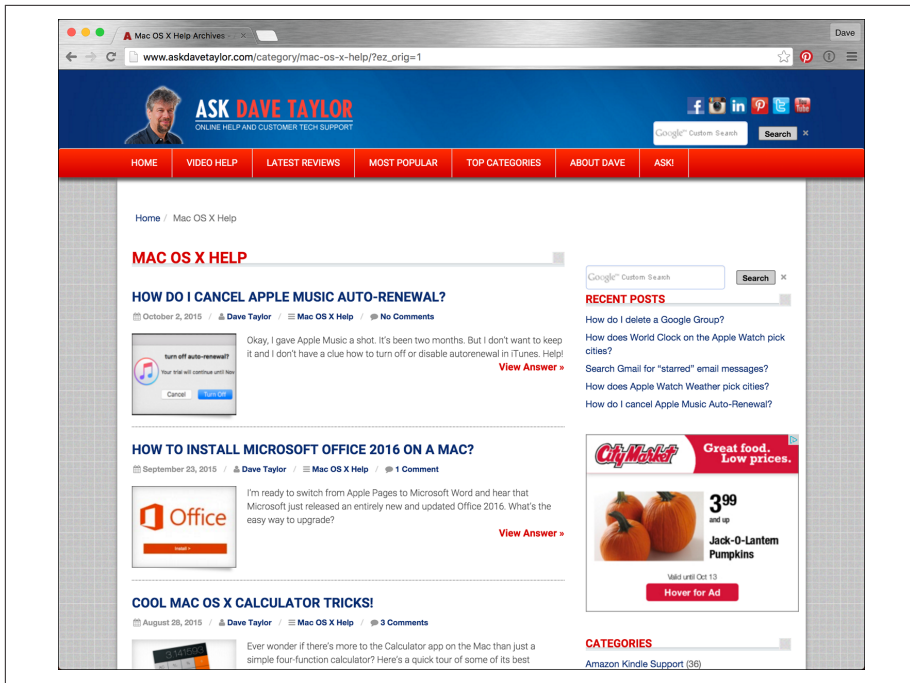 Mac OS X Help Archives -
Dave
www.askdavetaylor.com/category/mac-os-x-help/?ez_orig=1
ASK DAVE TAYLOR
ONLINE HELP AND CUSTOMER TECH SUPPORT
Google™ Custom Search
Search
HOME
VIDEO HELP
LATEST REVIEWS
MOST POPULAR
TOP CATEGORIES
ABOUT DAVE
ASK!
Home / Mac OS X Help
MAC OS X HELP
HOW DO I CANCEL APPLE MUSIC AUTO-RENEWAL?
October 2, 2015 / Dave Taylor / Mac OS X Help / No Comments
turn off auto-renewal?
Your trial will continue until Nov
Cancel
Turn Off
Okay, I gave Apple Music a shot. It's been two months. But I don't want to keep
it and I don't have a clue how to turn off or disable autorenewal in iTunes. Help!
View Answer »
HOW TO INSTALL MICROSOFT OFFICE 2016 ON A MAC?
September 23, 2015 / Dave Taylor / Mac OS X Help / 1 Comment
Office
Install >
I'm ready to switch from Apple Pages to Microsoft Word and hear that
Microsoft just released an entirely new and updated Office 2016. What's the
easy way to upgrade?
View Answer »
COOL MAC OS X CALCULATOR TRICKS!
August 28, 2015 / Dave Taylor / Mac OS X Help / 3 Comments
Ever wonder if there's more to the Calculator app on the Mac than just a
simple four-function calculator? Here's a quick tour of some of its best
Google™ Custom Search
Search
RECENT POSTS
How do I delete a Google Group?
How does World Clock on the Apple Watch pick
cities?
Search Gmail for "starred" email messages?
How does Apple Watch Weather pick cities?
How do I cancel Apple Music Auto-Renewal?
City Market
Great food.
Low prices.
399
and up
Jack-O-Lantern
Pumpkins
Valid until Oct 13
Hover for Ad
CATEGORIES
Amazon Kindle Support (36)